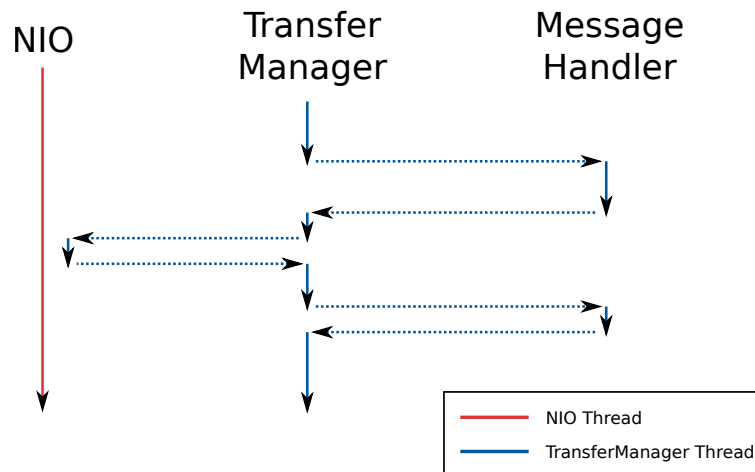 NIO
Transfer
Manager
Message
Handler
NIO Thread
TransferManager Thread